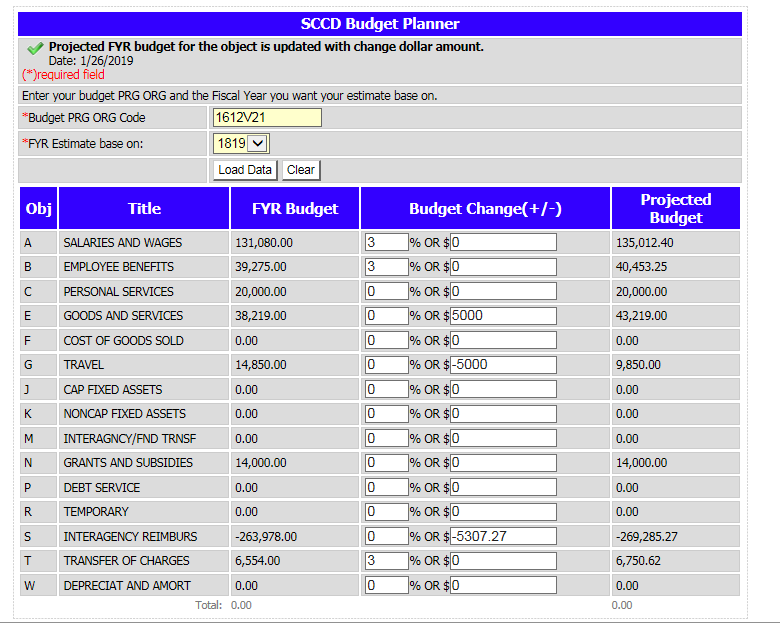 SCCD Budget Planner
Projected FYR budget for the object is updated with change dollar amount.
Date: 1/26/2019
(*)required field
Enter your budget PRG ORG and the Fiscal Year you want your estimate base on.
*Budget PRG ORG Code 1612V21
*FYR Estimate base on: 1819
Load Data Clear
Obj Title FYR Budget Budget Change(+/-) Projected Budget
A SALARIES AND WAGES 131,080.00 3 % OR $ 0 135,012.40
B EMPLOYEE BENEFITS 39,275.00 3 % OR $ 0 40,453.25
C PERSONAL SERVICES 20,000.00 0 % OR $ 0 20,000.00
E GOODS AND SERVICES 38,219.00 0 % OR $ 5000 43,219.00
F COST OF GOODS SOLD 0.00 0 % OR $ 0 0.00
G TRAVEL 14,850.00 0 % OR $ -5000 9,850.00
J CAP FIXED ASSETS 0.00 0 % OR $ 0 0.00
K NONCAP FIXED ASSETS 0.00 0 % OR $ 0 0.00
M INTERAGNCY/FND TRNSF 0.00 0 % OR $ 0 0.00
N GRANTS AND SUBSIDIES 14,000.00 0 % OR $ 0 14,000.00
P DEBT SERVICE 0.00 0 % OR $ 0 0.00
R TEMPORARY 0.00 0 % OR $ 0 0.00
S INTERAGENCY REIMBURS -263,978.00 0 % OR $ -5307.27 -269,285.27
T TRANSFER OF CHARGES 6,554.00 3 % OR $ 0 6,750.62
W DEPRECIAT AND AMORT 0.00 0 % OR $ 0 0.00
Total: 0.00 0.00